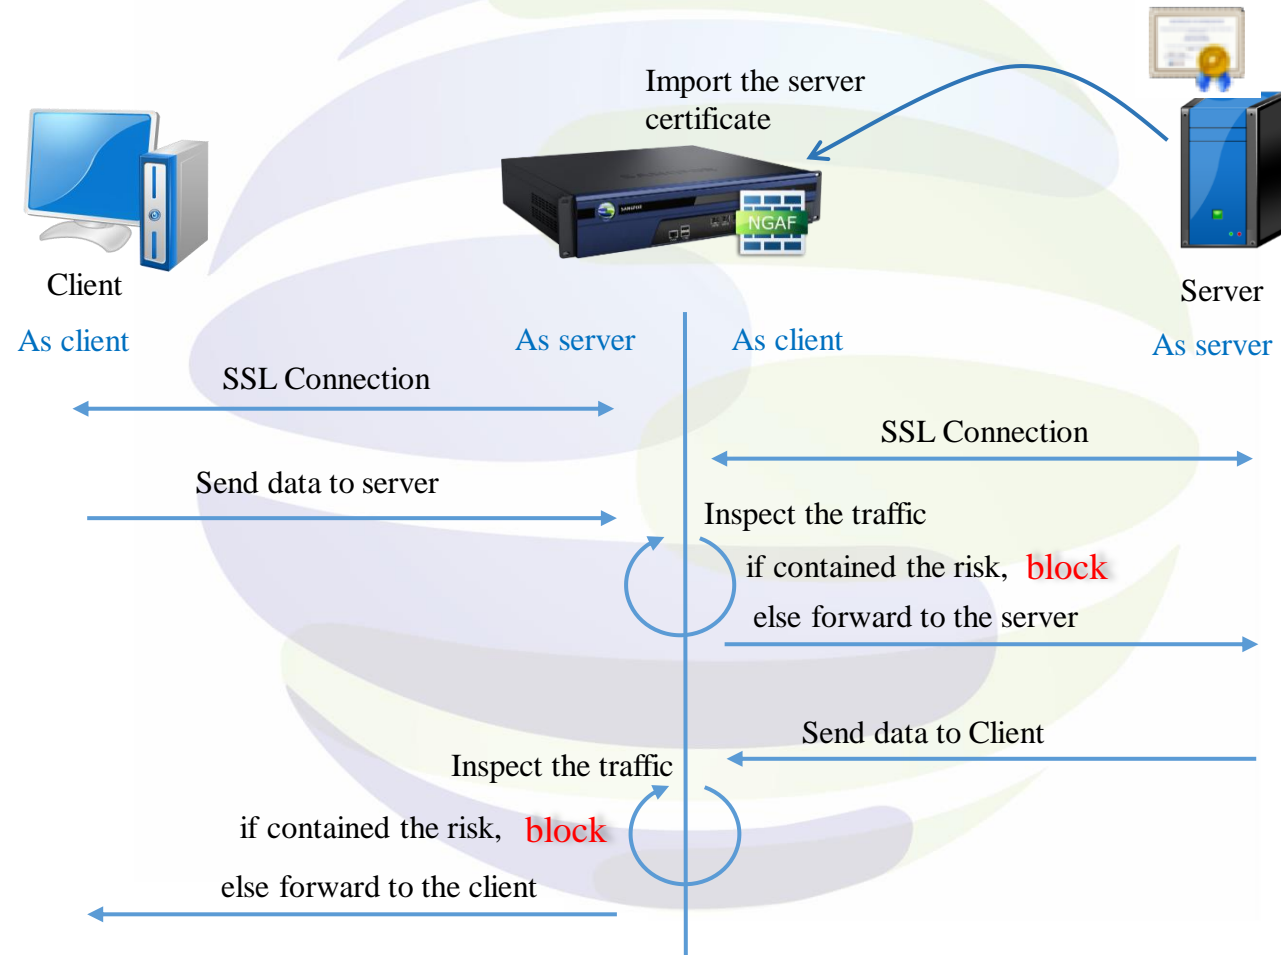 Import the server
certificate
SANGFOR
NGAF
Client
Server
As client
As server
As client
As server
SSL Connection
SSL Connection
Send data to server
Inspect the traffic
if contained the risk, block
else forward to the server
Send data to Client
Inspect the traffic
if contained the risk, block
else forward to the client